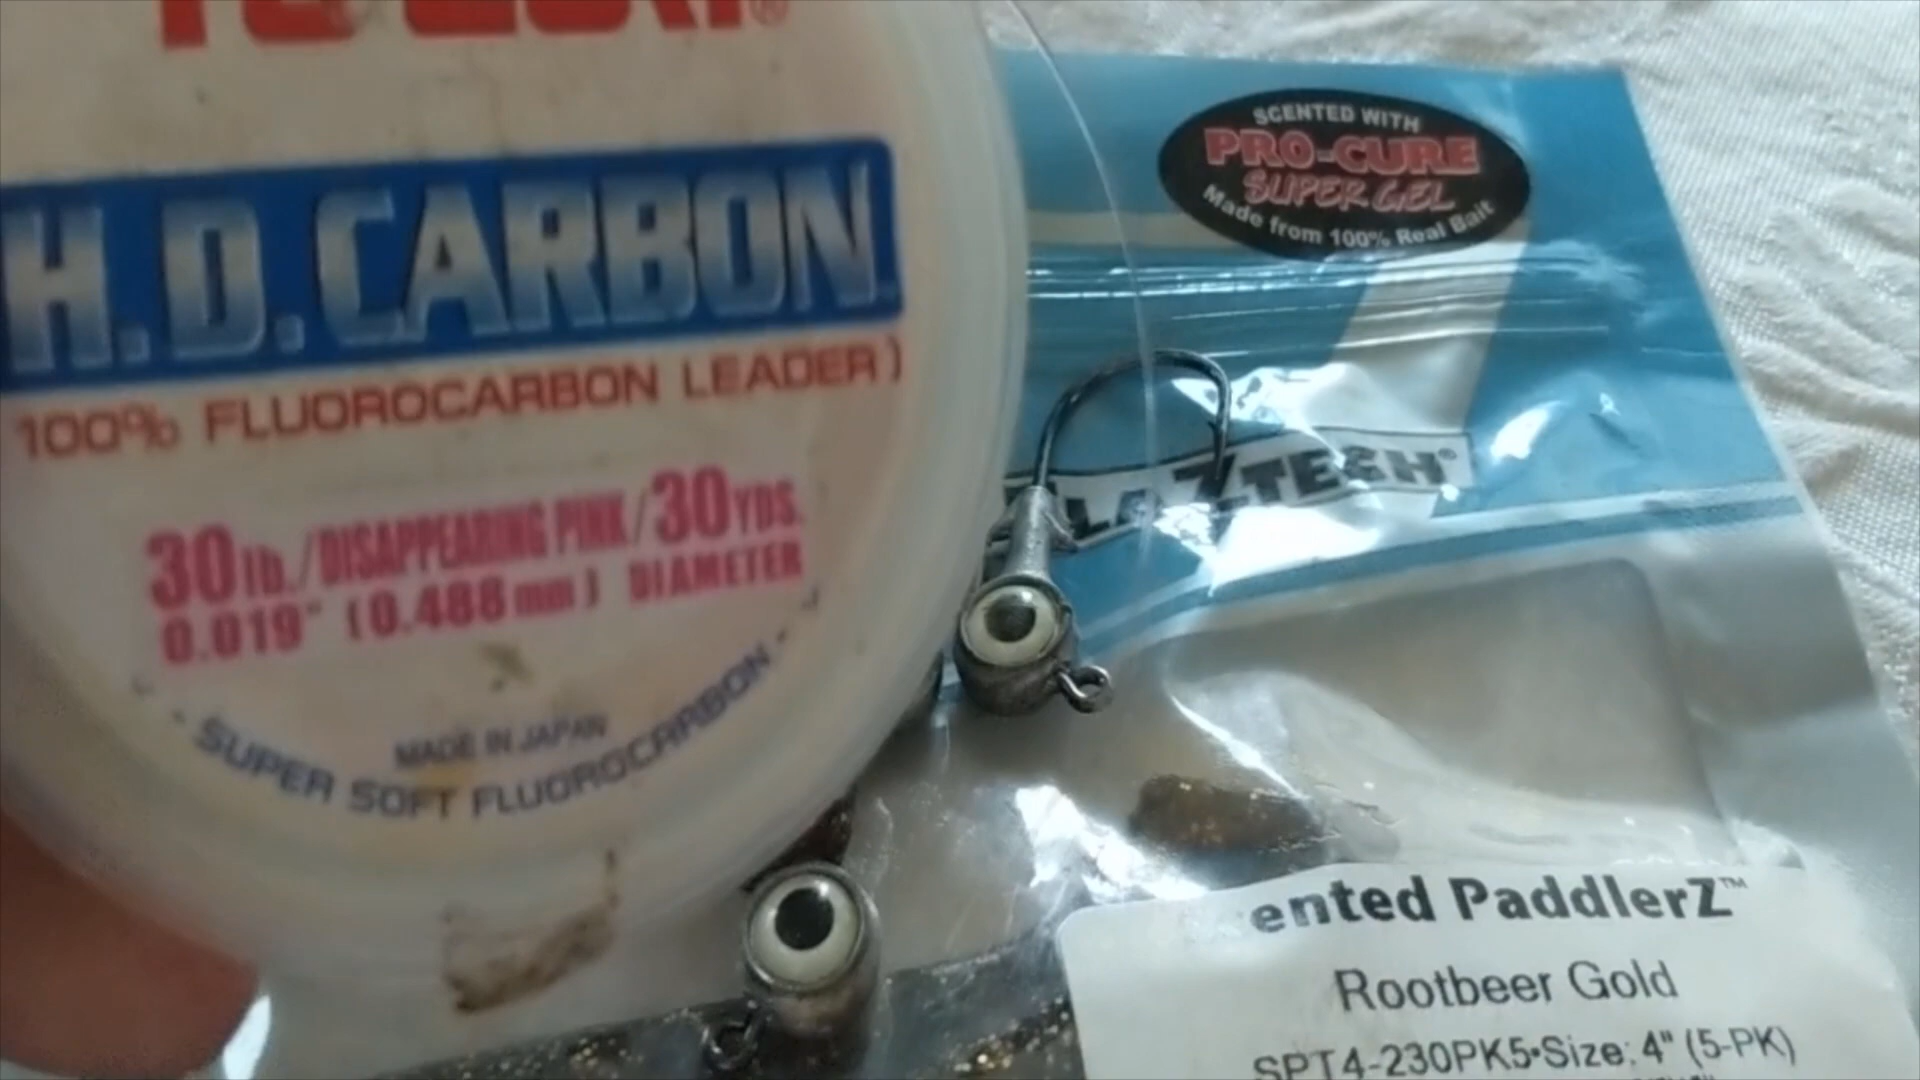 H.D.CARBON
100% FLUOROCARBON LEADER)
30lb./DISAPPEARING PINK/30YDS.
0.019" (0.488mm) DIAMETER
MADE IN JAPAN
- SUPER SOFT FLUOROCARBON -
SCENTED WITH
PRO-CURE
SUPER GEL
Made from 100% Real Bait
LAZTECH®
ented PaddlerZ™
Rootbeer Gold
SPT4-230PK5•Size: 4" (5-PK)